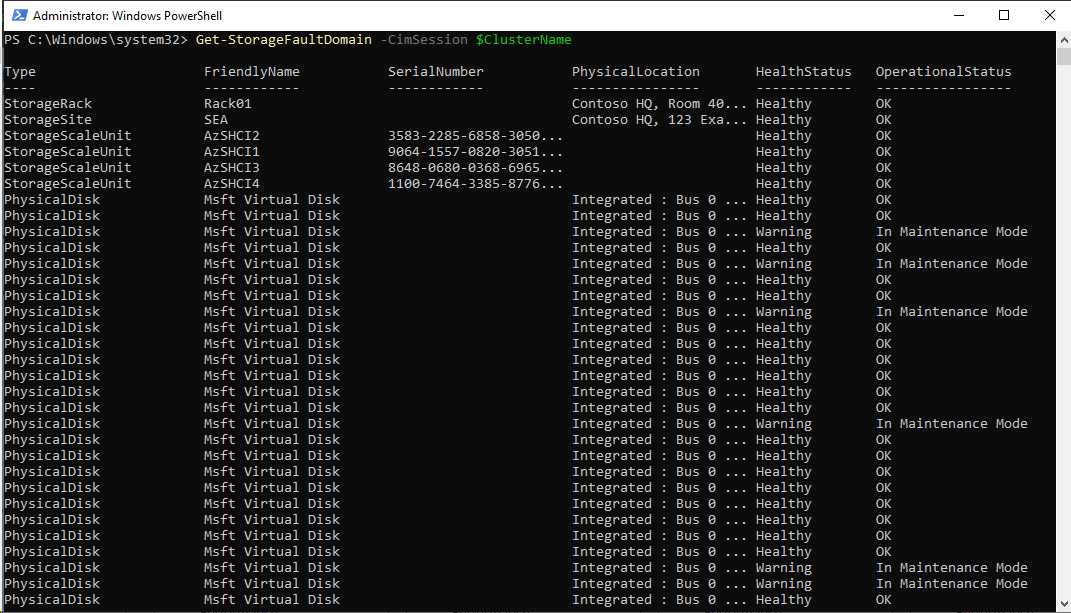 Administrator: Windows PowerShell
PS C:\Windows\system32> Get-StorageFaultDomain -CimSession $ClusterName
Type FriendlyName SerialNumber PhysicalLocation HealthStatus OperationalStatus
---- ------------ ------------ ---------------- ------------ -----------------
StorageRack Rack01 Contoso HQ, Room 40... Healthy OK
StorageSite SEA Contoso HQ, 123 Exa... Healthy OK
StorageScaleUnit AzSHCI2 3583-2285-6858-3050... Healthy OK
StorageScaleUnit AzSHCI1 9064-1557-0820-3051... Healthy OK
StorageScaleUnit AzSHCI3 8648-0680-0368-6965... Healthy OK
StorageScaleUnit AzSHCI4 1100-7464-3385-8776... Healthy OK
PhysicalDisk Msft Virtual Disk Integrated : Bus 0 ... Healthy OK
PhysicalDisk Msft Virtual Disk Integrated : Bus 0 ... Healthy OK
PhysicalDisk Msft Virtual Disk Integrated : Bus 0 ... Warning In Maintenance Mode
PhysicalDisk Msft Virtual Disk Integrated : Bus 0 ... Healthy OK
PhysicalDisk Msft Virtual Disk Integrated : Bus 0 ... Warning In Maintenance Mode
PhysicalDisk Msft Virtual Disk Integrated : Bus 0 ... Healthy OK
PhysicalDisk Msft Virtual Disk Integrated : Bus 0 ... Healthy OK
PhysicalDisk Msft Virtual Disk Integrated : Bus 0 ... Warning In Maintenance Mode
PhysicalDisk Msft Virtual Disk Integrated : Bus 0 ... Healthy OK
PhysicalDisk Msft Virtual Disk Integrated : Bus 0 ... Healthy OK
PhysicalDisk Msft Virtual Disk Integrated : Bus 0 ... Healthy OK
PhysicalDisk Msft Virtual Disk Integrated : Bus 0 ... Healthy OK
PhysicalDisk Msft Virtual Disk Integrated : Bus 0 ... Healthy OK
PhysicalDisk Msft Virtual Disk Integrated : Bus 0 ... Healthy OK
PhysicalDisk Msft Virtual Disk Integrated : Bus 0 ... Warning In Maintenance Mode
PhysicalDisk Msft Virtual Disk Integrated : Bus 0 ... Healthy OK
PhysicalDisk Msft Virtual Disk Integrated : Bus 0 ... Healthy OK
PhysicalDisk Msft Virtual Disk Integrated : Bus 0 ... Healthy OK
PhysicalDisk Msft Virtual Disk Integrated : Bus 0 ... Healthy OK
PhysicalDisk Msft Virtual Disk Integrated : Bus 0 ... Healthy OK
PhysicalDisk Msft Virtual Disk Integrated : Bus 0 ... Healthy OK
PhysicalDisk Msft Virtual Disk Integrated : Bus 0 ... Healthy OK
PhysicalDisk Msft Virtual Disk Integrated : Bus 0 ... Healthy OK
PhysicalDisk Msft Virtual Disk Integrated : Bus 0 ... Warning In Maintenance Mode
PhysicalDisk Msft Virtual Disk Integrated : Bus 0 ... Warning In Maintenance Mode
PhysicalDisk Msft Virtual Disk Integrated : Bus 0 ... Healthy OK